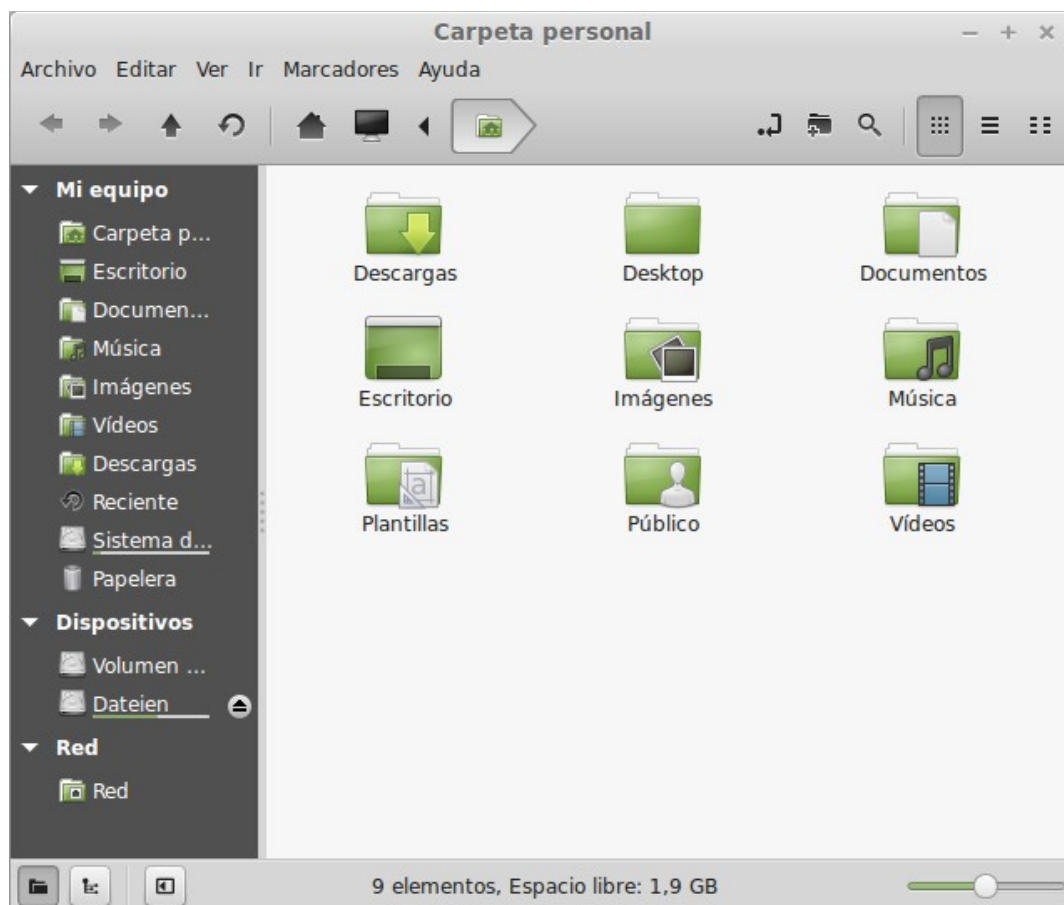 Carpeta personal
Archivo Editar Ver Ir Marcadores Ayuda
Mi equipo
Carpeta p...
Escritorio
Documen...
Música
Imágenes
Vídeos
Descargas
Reciente
Sistema d...
Papelera
Dispositivos
Volumen ...
Dateien
Red
Red
Descargas Desktop Documentos
Escritorio Imágenes Música
Plantillas Público Vídeos
9 elementos, Espacio libre: 1,9 GB